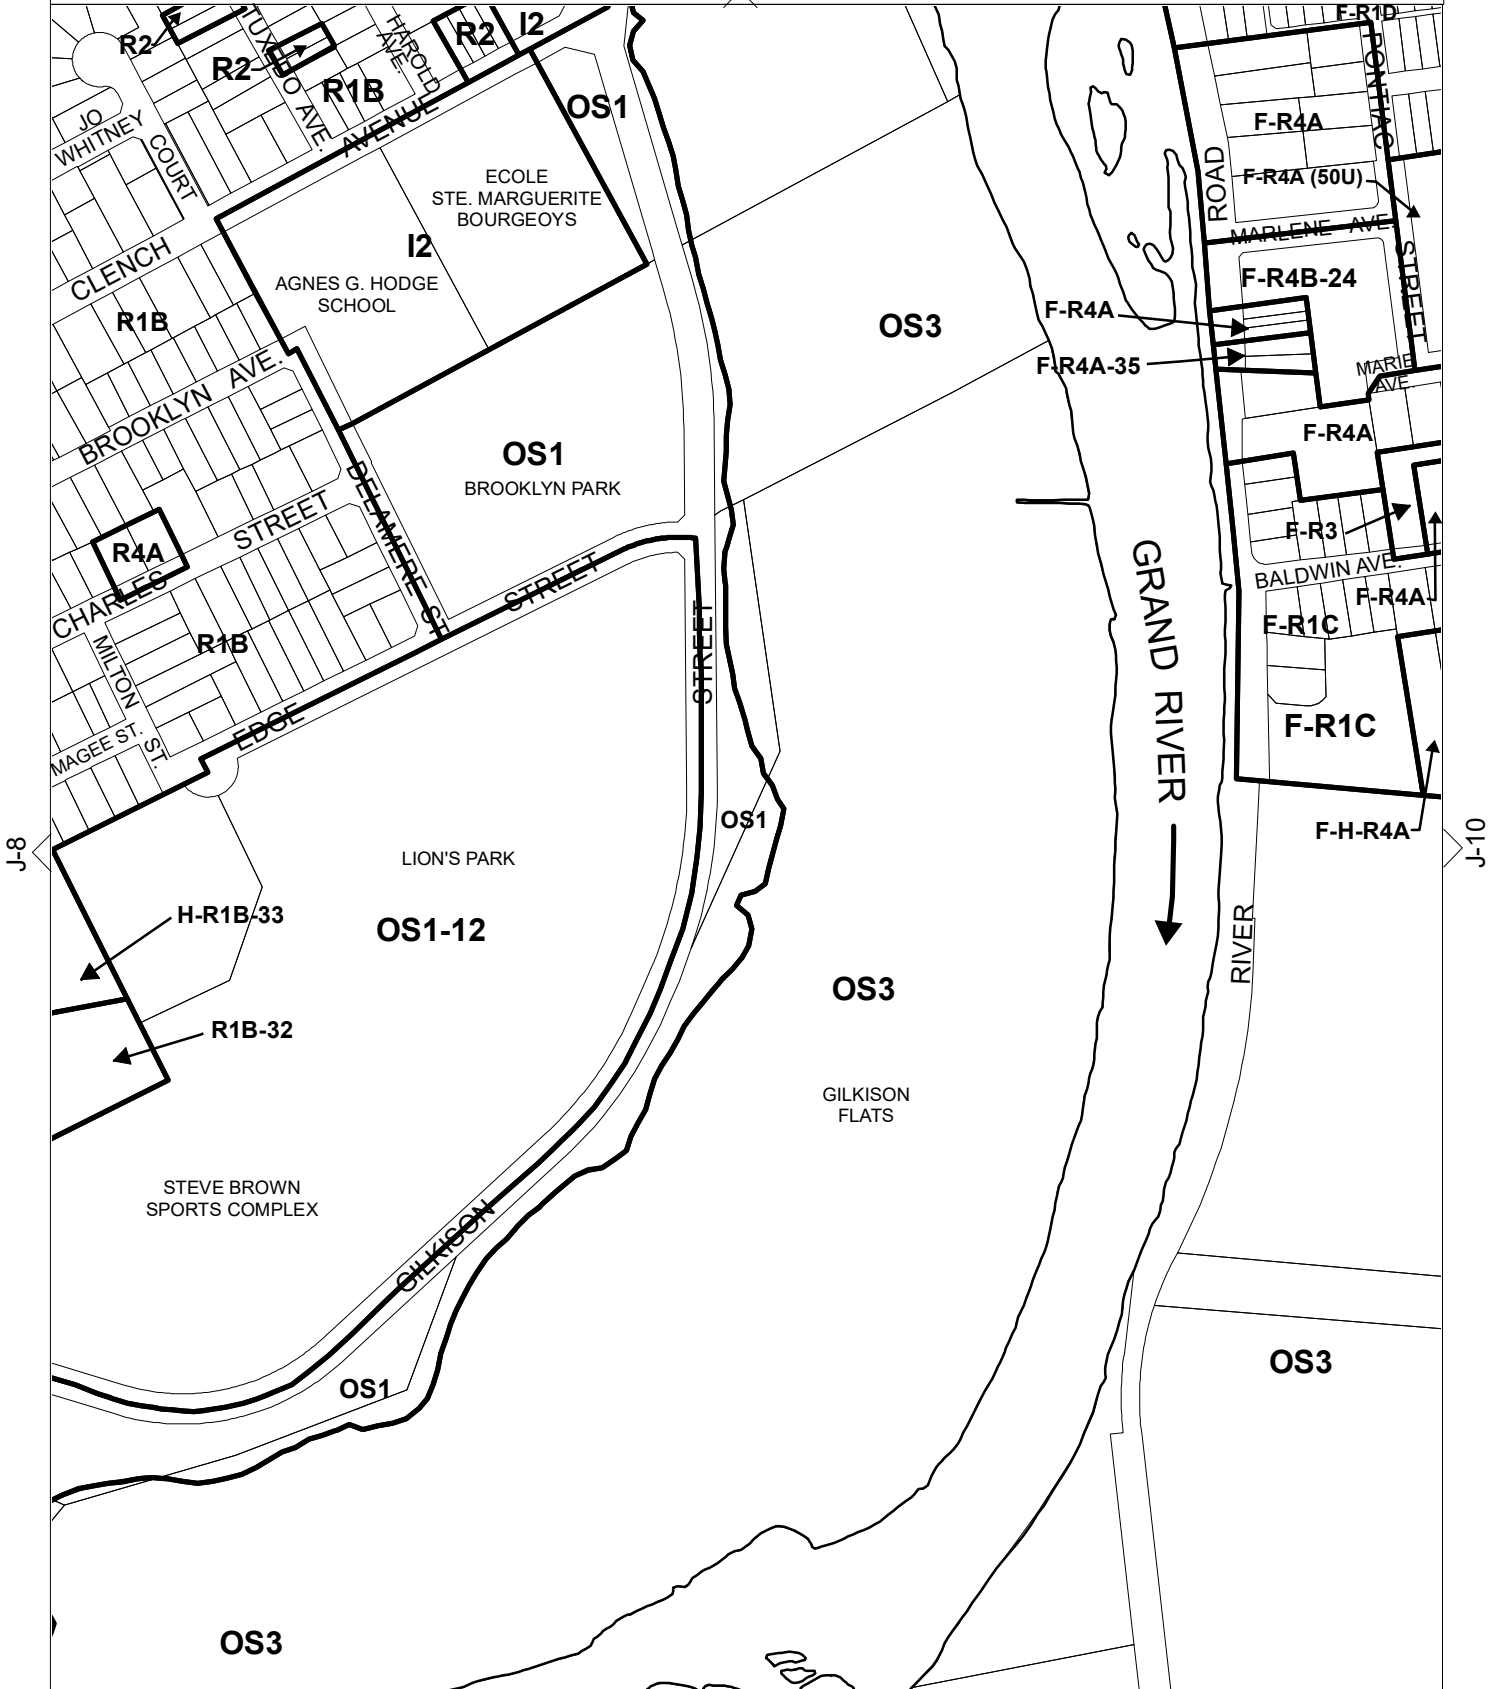 F-R1D
R2
TUXEDO AVE.
HAROLD
AVE.
R2
I2
R2
R1B
OS1
AVENUE
JO
WHITNEY
COURT
PONTIAC
F-R4A
ROAD
F-R4A (50U)
ECOLE
STE. MARGUERITE
BOURGEOYS
MARLENE AVE.
STREET
I2
CLENCH
AGNES G. HODGE
SCHOOL
F-R4B-24
R1B
OS3
F-R4A
F-R4A-35
MARIE
AVE.
BROOKLYN AVE.
F-R4A
OS1
BROOKLYN PARK
DELAMERE ST.
STREET
R4A
CHARLES
F-R3
BALDWIN AVE.
F-R4A
STREET
STREET
GRAND RIVER
F-R1C
R1B
MILTON
ST.
MAGEE ST.
EDGE
F-R1C
OS1
F-H-R4A
J-8
J-10
LION'S PARK
H-R1B-33
OS1-12
RIVER
OS3
R1B-32
GILKISON
FLATS
STEVE BROWN
SPORTS COMPLEX
GILKISON
OS1
OS3
OS3